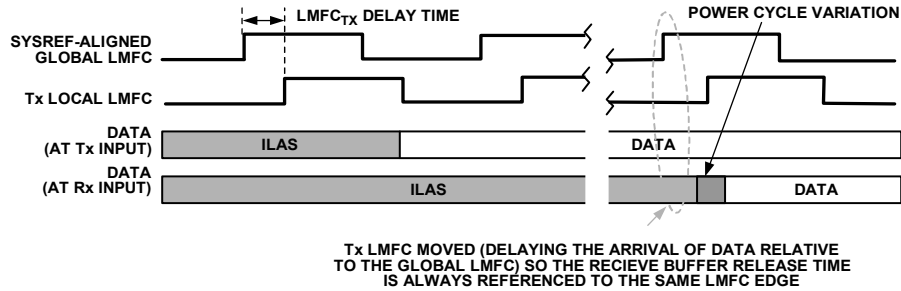 LMFCTX DELAY TIME
POWER CYCLE VARIATION
SYSREF-ALIGNED
GLOBAL LMFC
Tx LOCAL LMFC
DATA
(AT Tx INPUT)
ILAS
DATA
DATA
(AT Rx INPUT)
ILAS
DATA
Tx LMFC MOVED (DELAYING THE ARRIVAL OF DATA RELATIVE
TO THE GLOBAL LMFC) SO THE RECIEVE BUFFER RELEASE TIME
IS ALWAYS REFERENCED TO THE SAME LMFC EDGE